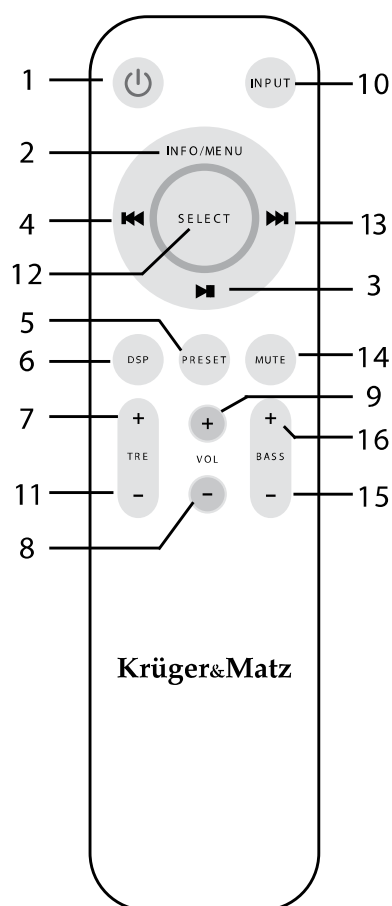 1
INPUT 10
2 INFO/MENU
4 SELECT 13
12
3
5
6 DSP PRESET MUTE 14
9
7 + + + 16
TRE VOL BASS
11 - - - 15
8
Krüger&Matz